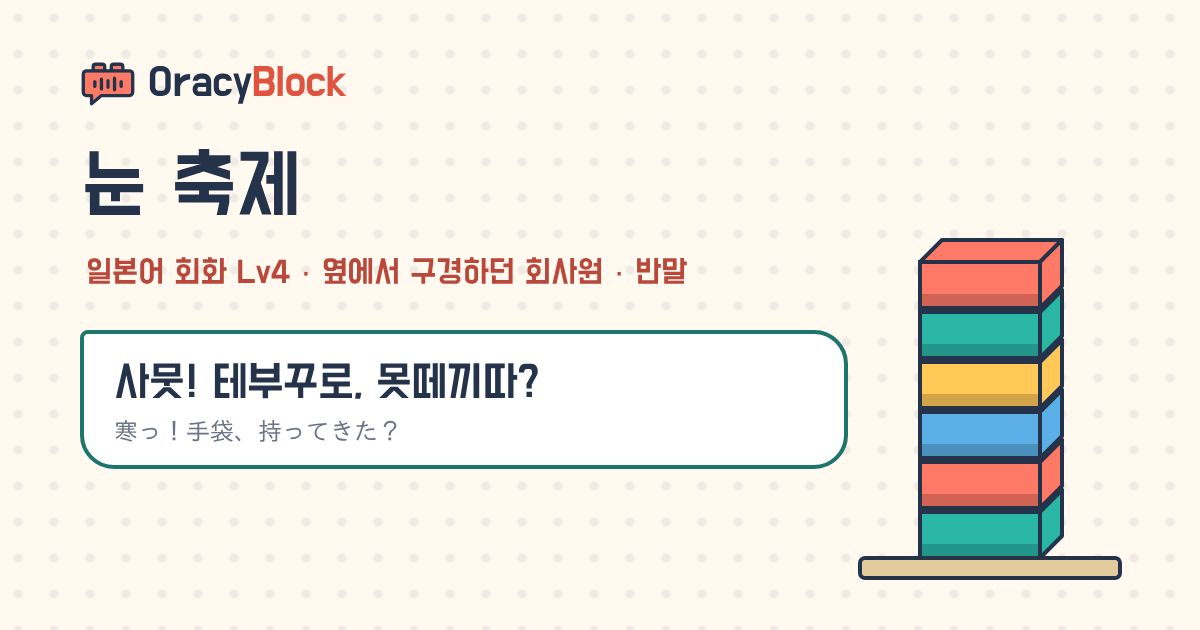 OracyBlock
눈 축제
일본어 회화 Lv4 · 옆에서 구경하던 회사원 · 반말
사뭇! 테부꾸로, 못떼끼따?
寒っ！手袋、持ってきた？